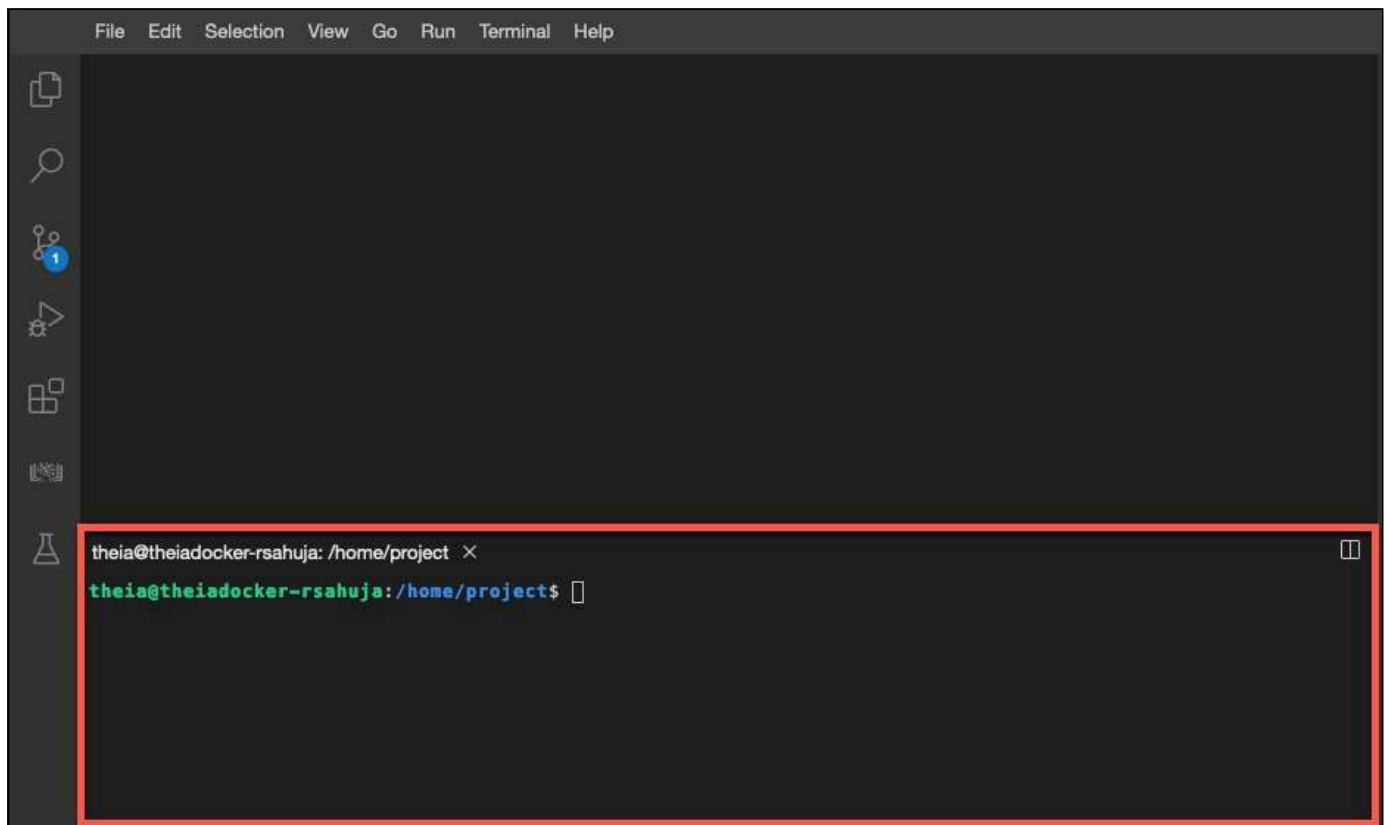 File Edit Selection View Go Run Terminal Help
1
theia@theiadocker-rsahuja: /home/project ×
theia@theiadocker-rsahuja:/home/project$